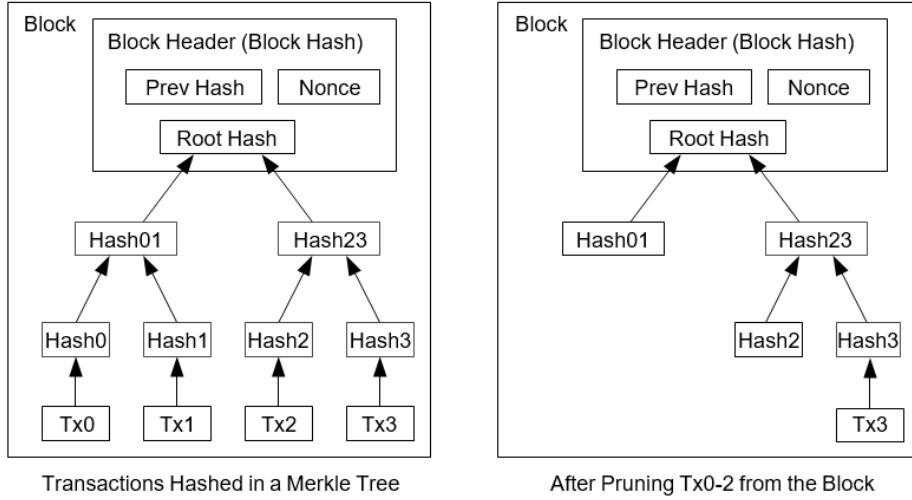 Block
Block Header (Block Hash)
Prev Hash
Nonce
Root Hash
Hash01
Hash23
Hash0
Hash1
Hash2
Hash3
Tx0
Tx1
Tx2
Tx3
Transactions Hashed in a Merkle Tree
Block
Block Header (Block Hash)
Prev Hash
Nonce
Root Hash
Hash01
Hash23
Hash2
Hash3
Tx3
After Pruning Tx0-2 from the Block